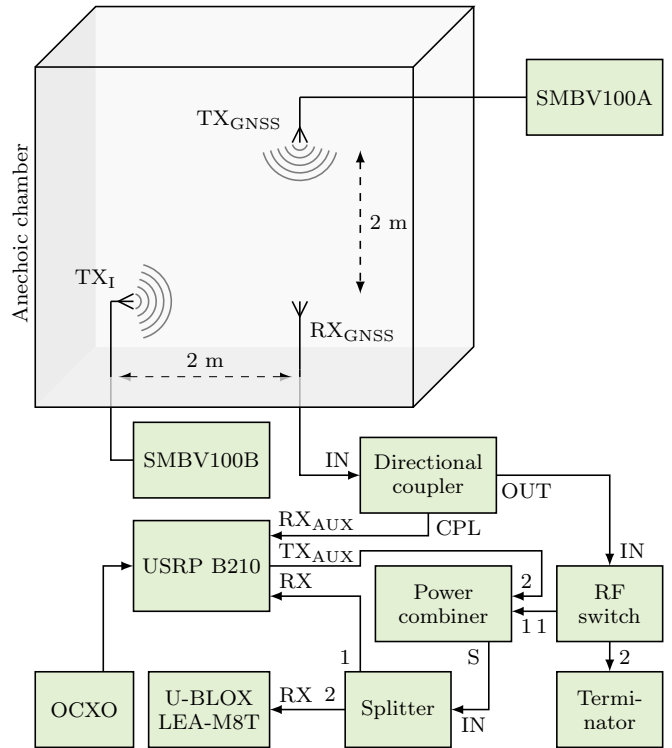 SMBV100A
TX_GNSS
2 m
Anechoic chamber
TX_I
RX_GNSS
2 m
SMBV100B
IN
Directional
coupler
OUT
CPL
RX_AUX
TX_AUX
USRP B210
RX
IN
Power
combiner
2
1
1
RF
switch
S
1
2
OCXO
U-BLOX
LEA-M8T
RX
2
Splitter
IN
Termi-
nator